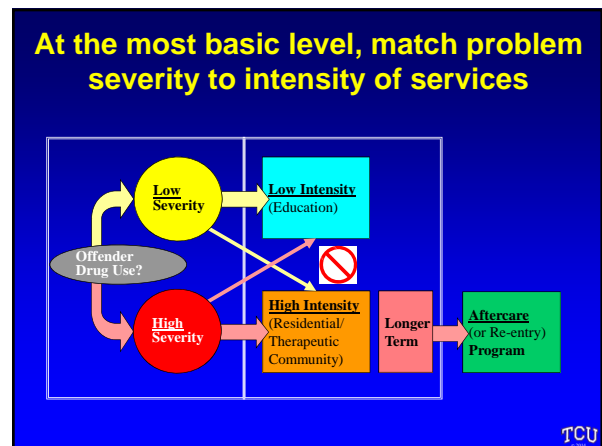 At the most basic level, match problem
severity to intensity of services
Low
Severity
Low Intensity
(Education)
Offender
Drug Use?
High
Severity
High Intensity
(Residential/
Therapeutic
Community)
Longer
Term
Aftercare
(or Re-entry)
Program
TCU